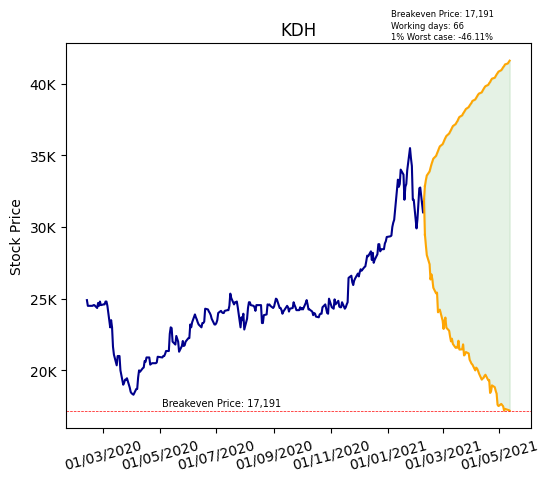 Breakeven Price: 17,191
Working days: 66
1% Worst case: -46.11%
KDH
Stock Price
40K
35K
30K
25K
20K
Breakeven Price: 17,191
01/03/2020
01/05/2020
01/07/2020
01/09/2020
01/11/2020
01/01/2021
01/03/2021
01/05/2021